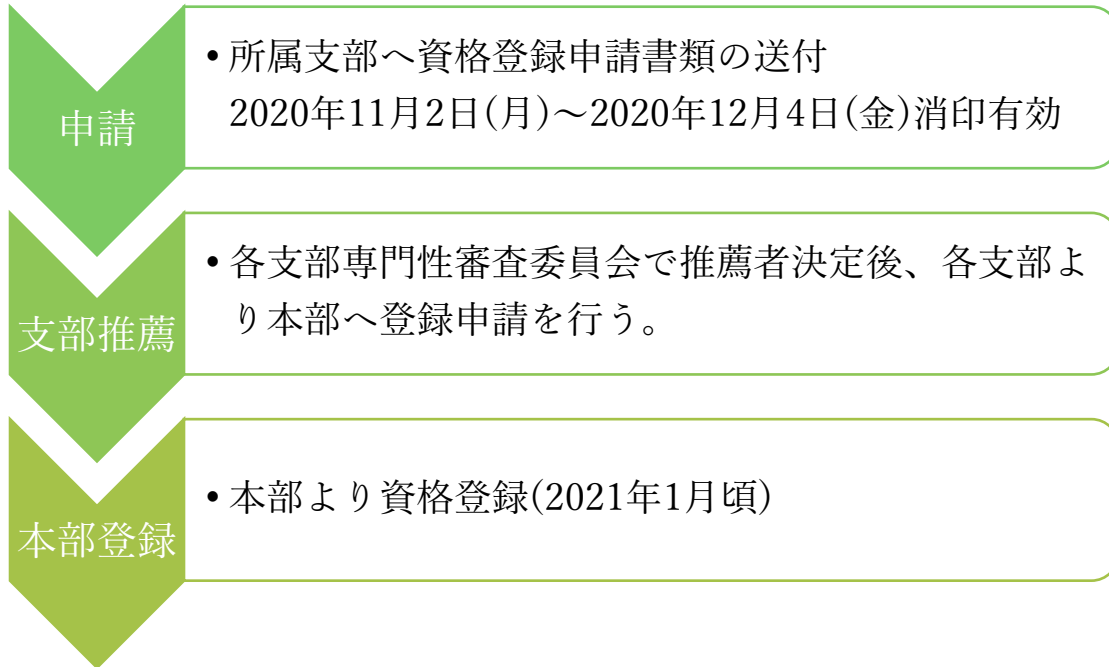 申請
• 所属支部へ資格登録申請書類の送付
2020年11月2日(月)～2020年12月4日(金)消印有効
支部推薦
• 各支部専門性審査委員会で推薦者決定後、各支部よ
り本部へ登録申請を行う。
本部登録
• 本部より資格登録(2021年1月頃)